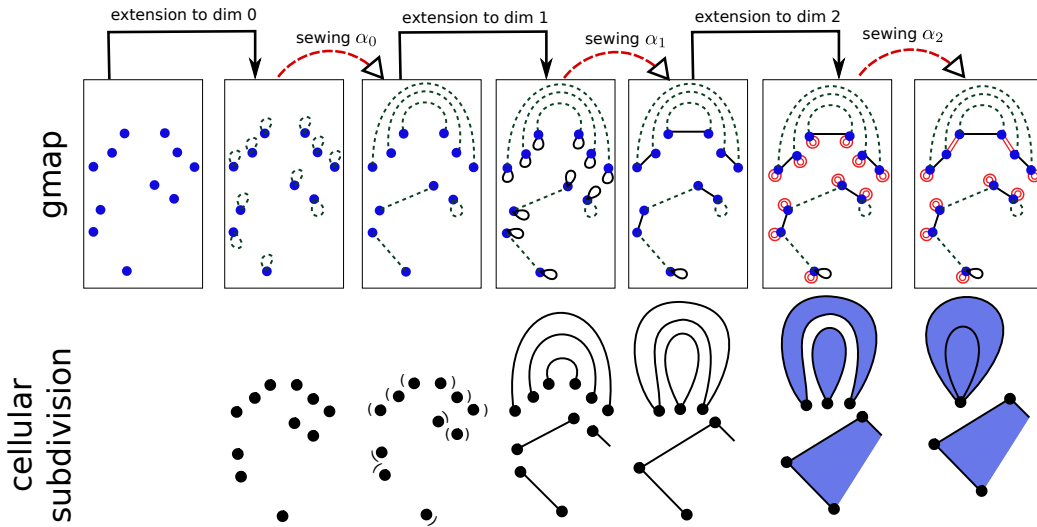 extension to dim 0
extension to dim 1
extension to dim 2
sewing α₀
sewing α₁
sewing α₂
gmap
cellular
subdivision